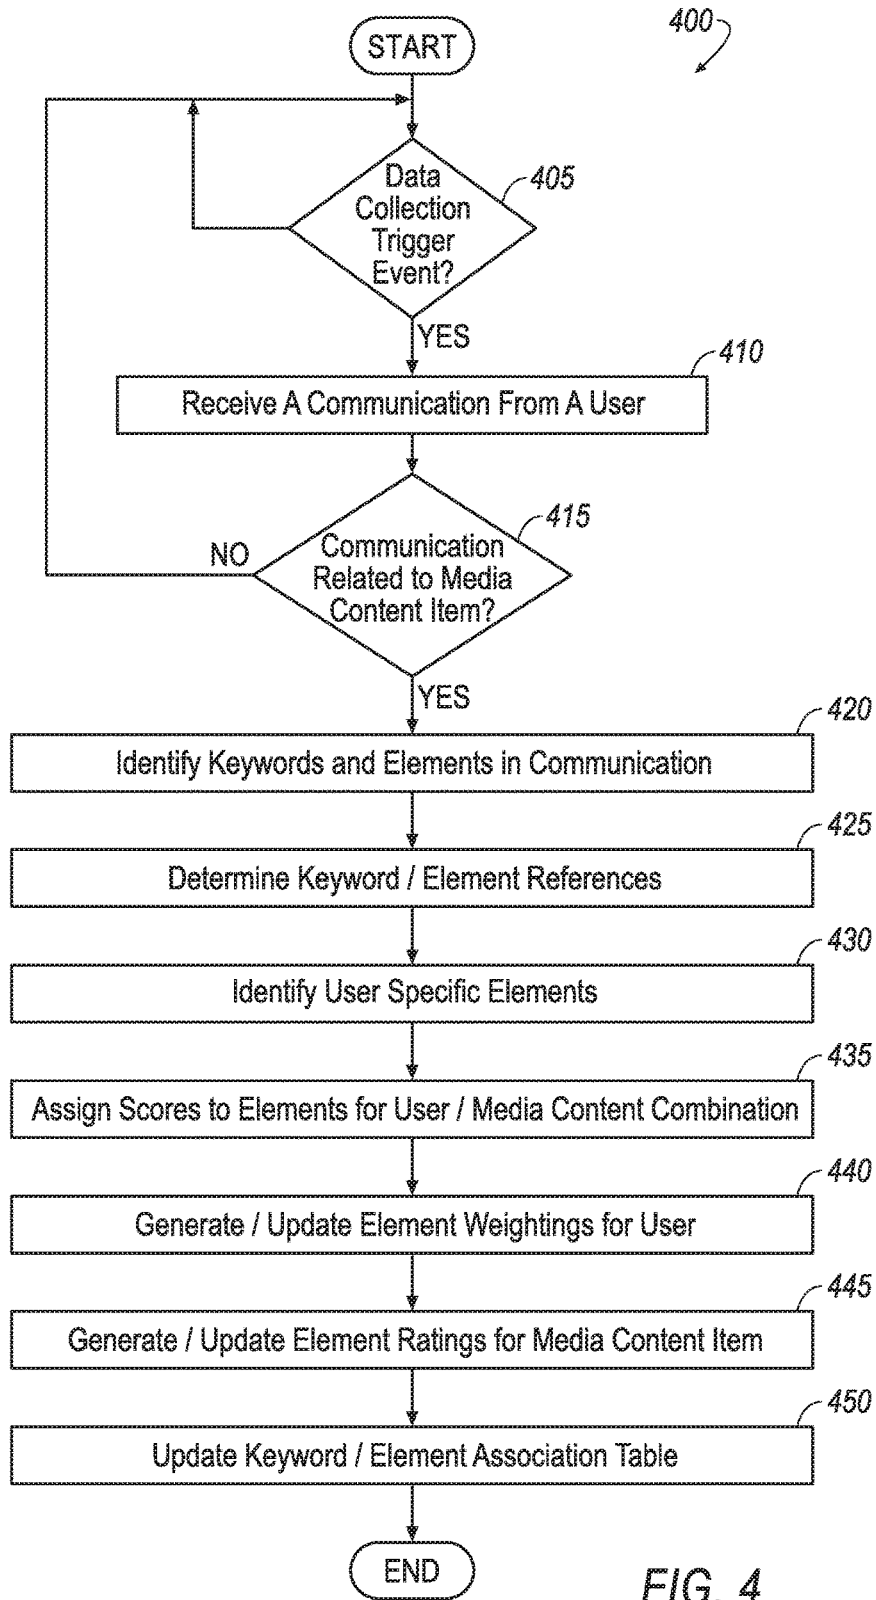 400
START
405
Data
Collection
Trigger
Event?
YES
410
Receive A Communication From A User
415
Communication
Related to Media
Content Item?
NO
YES
420
Identify Keywords and Elements in Communication
425
Determine Keyword / Element References
430
Identify User Specific Elements
435
Assign Scores to Elements for User / Media Content Combination
440
Generate / Update Element Weightings for User
445
Generate / Update Element Ratings for Media Content Item
450
Update Keyword / Element Association Table
END
FIG. 4